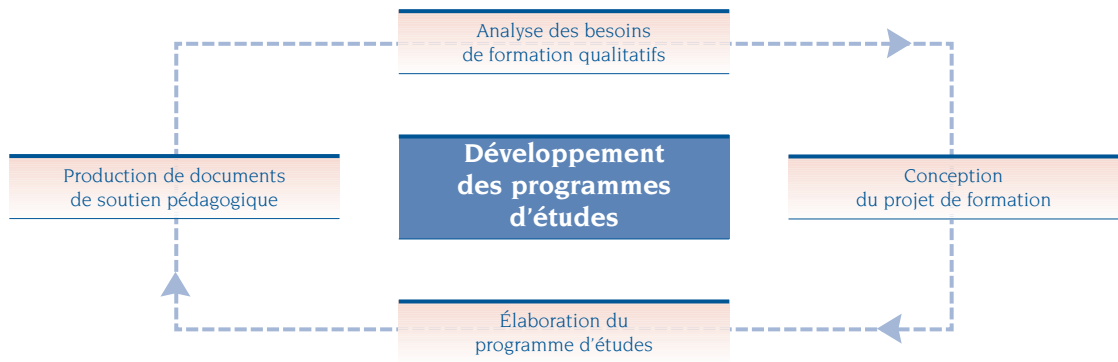 Analyse des besoins
de formation qualitatifs
Production de documents
de soutien pédagogique
Développement
des programmes
d'études
Conception
du projet de formation
Élaboration du
programme d'études